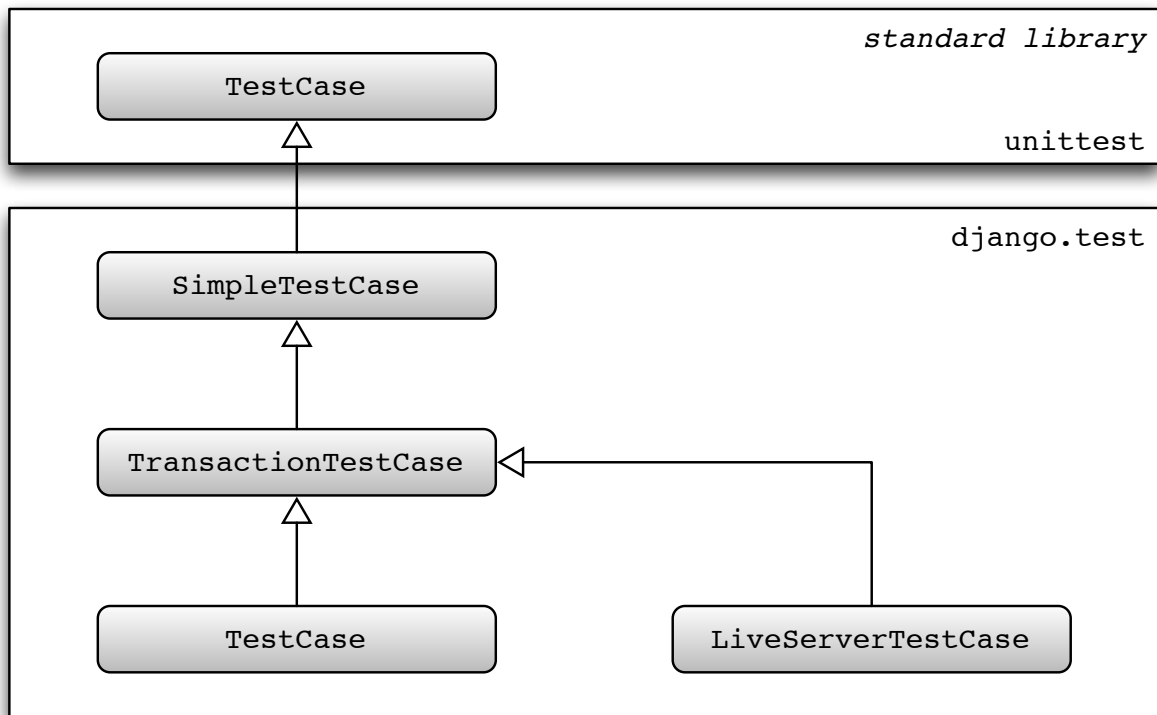 standard library
TestCase
unittest
django.test
SimpleTestCase
TransactionTestCase
TestCase
LiveServerTestCase